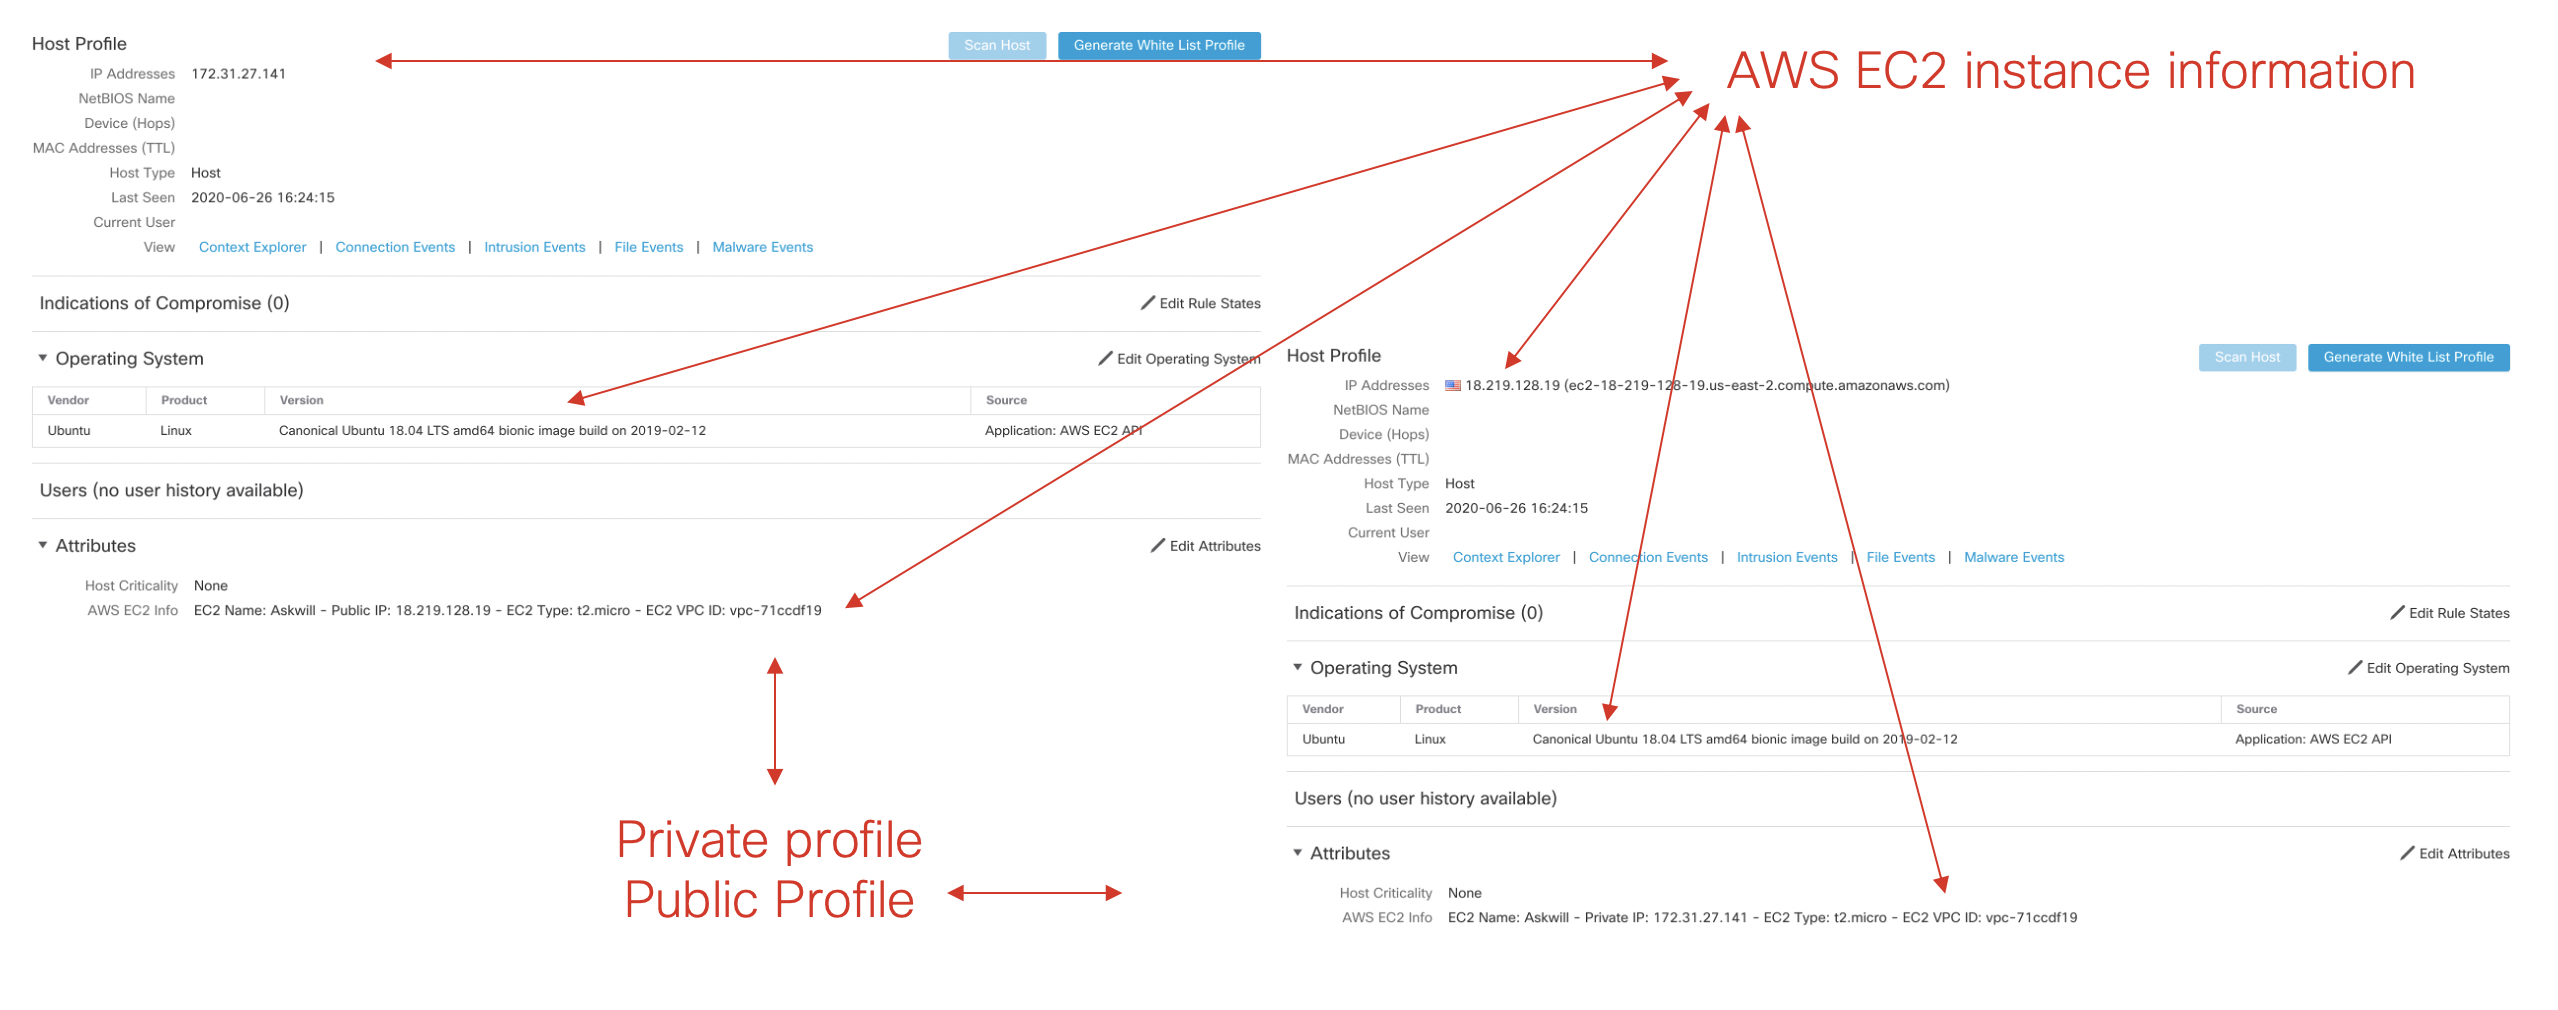 Host Profile
Scan Host
Generate White List Profile
IP Addresses 172.31.27.141
NetBIOS Name
Device (Hops)
MAC Addresses (TTL)
Host Type Host
Last Seen 2020-06-26 16:24:15
Current User
View Context Explorer | Connection Events | Intrusion Events | File Events | Malware Events
Indications of Compromise (0)
Edit Rule States
Operating System
Edit Operating System
Vendor Product Version Source
Ubuntu Linux Canonical Ubuntu 18.04 LTS amd64 bionic image build on 2019-02-12 Application: AWS EC2 API
Users (no user history available)
Attributes
Edit Attributes
Host Criticality None
AWS EC2 Info EC2 Name: Askwill - Public IP: 18.219.128.19 - EC2 Type: t2.micro - EC2 VPC ID: vpc-71ccdf19
Private profile
Public Profile
AWS EC2 instance information
Host Profile
Scan Host
Generate White List Profile
IP Addresses 18.219.128.19 (ec2-18-219-128-19.us-east-2.compute.amazonaws.com)
NetBIOS Name
Device (Hops)
MAC Addresses (TTL)
Host Type Host
Last Seen 2020-06-26 16:24:15
Current User
View Context Explorer | Connection Events | Intrusion Events | File Events | Malware Events
Indications of Compromise (0)
Edit Rule States
Operating System
Edit Operating System
Vendor Product Version Source
Ubuntu Linux Canonical Ubuntu 18.04 LTS amd64 bionic image build on 2019-02-12 Application: AWS EC2 API
Users (no user history available)
Attributes
Edit Attributes
Host Criticality None
AWS EC2 Info EC2 Name: Askwill - Private IP: 172.31.27.141 - EC2 Type: t2.micro - EC2 VPC ID: vpc-71ccdf19